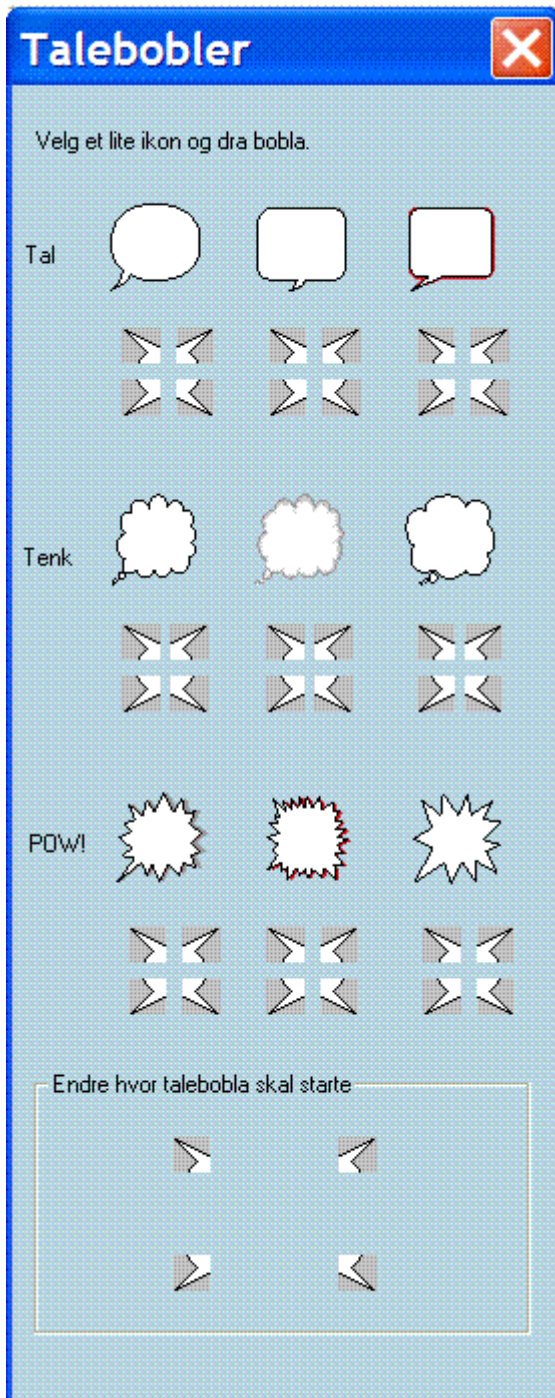 Talebobler
Velg et lite ikon og dra bobla.
Tal
Tenk
POW!
Endre hvor talebobla skal starte